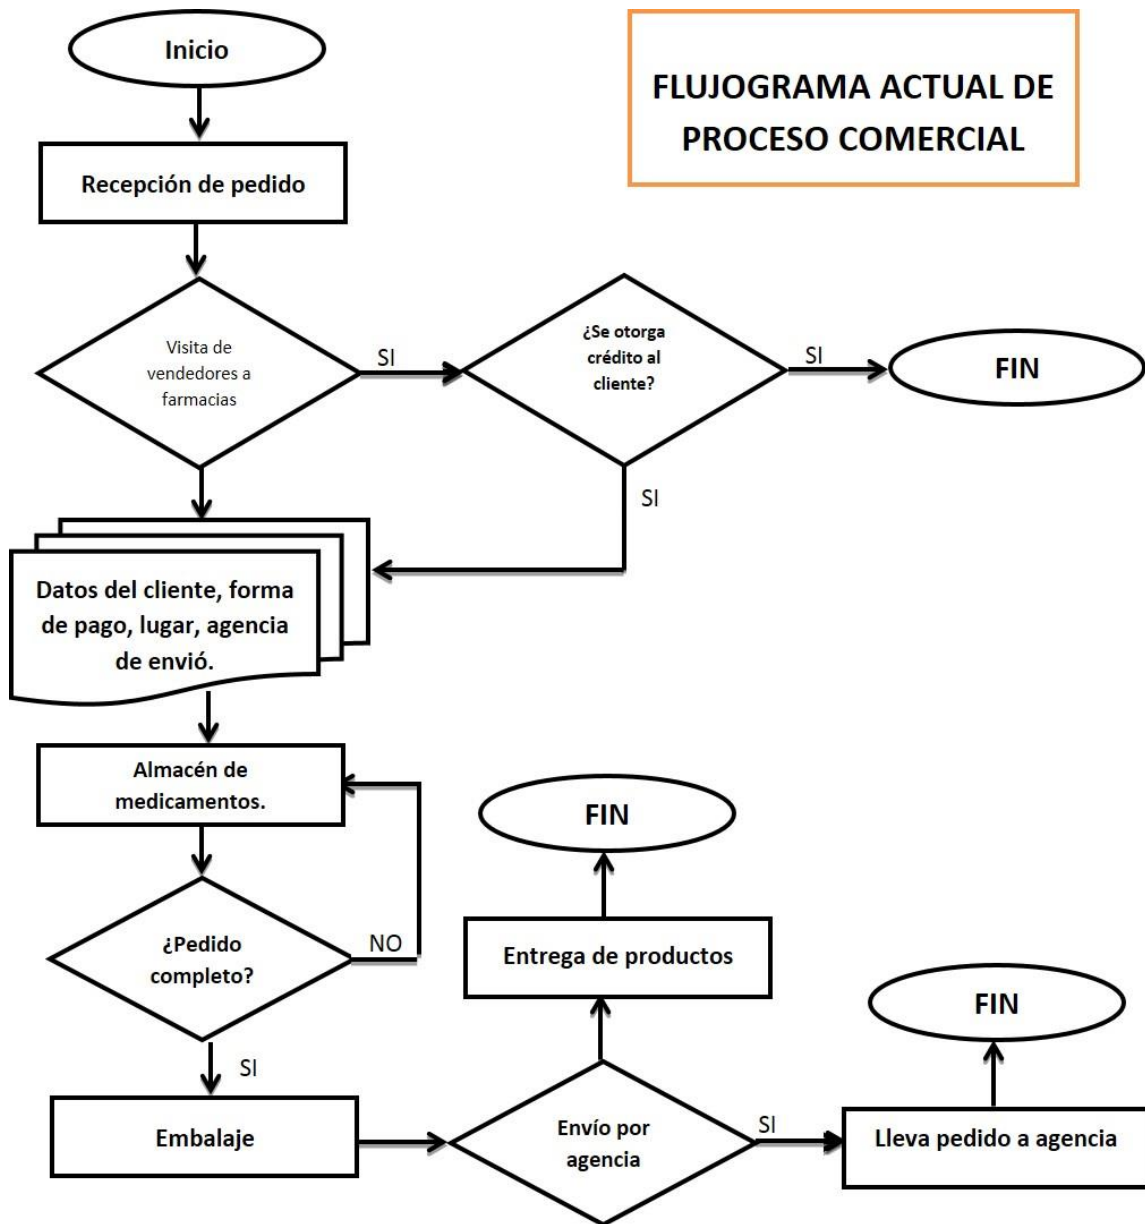 Inicio
FLUJOGRAMA ACTUAL DE
PROCESO COMERCIAL
Recepción de pedido
Visita de
vendedores a
farmacias
SI
¿Se otorga
crédito al
cliente?
SI
FIN
SI
Datos del cliente, forma
de pago, lugar, agencia
de envió.
Almacén de
medicamentos.
FIN
¿Pedido
completo?
NO
Entrega de productos
FIN
SI
Embalaje
Envío por
agencia
SI
Lleva pedido a agencia